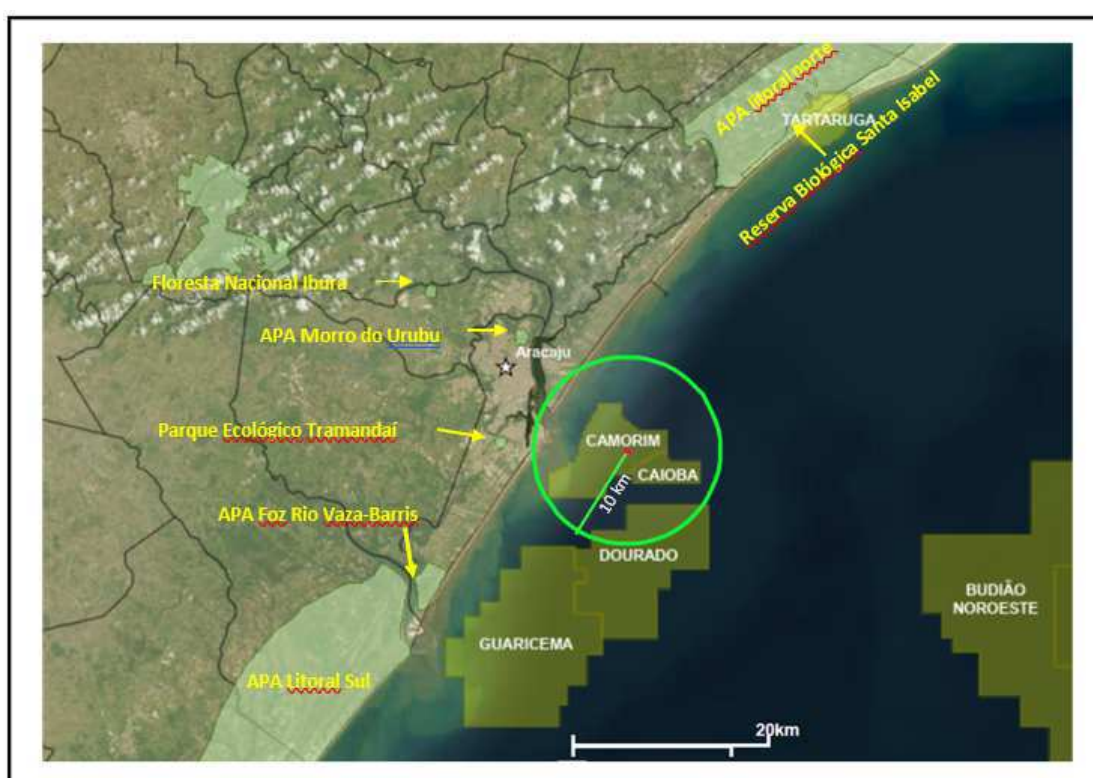 APA litoral norte
TARTARUGA
Reserva Biológica Santa Isabel
Floresta Nacional Ibura
APA Morro do Urubu
Aracaju
Parque Ecológico Tramandaí
CAMORIM
CAIOBA
10 km
APA Foz Rio Vaza-Barris
DOURADO
BUDIÃO
NOROESTE
GUARICEMA
APA Litoral Sul
20km